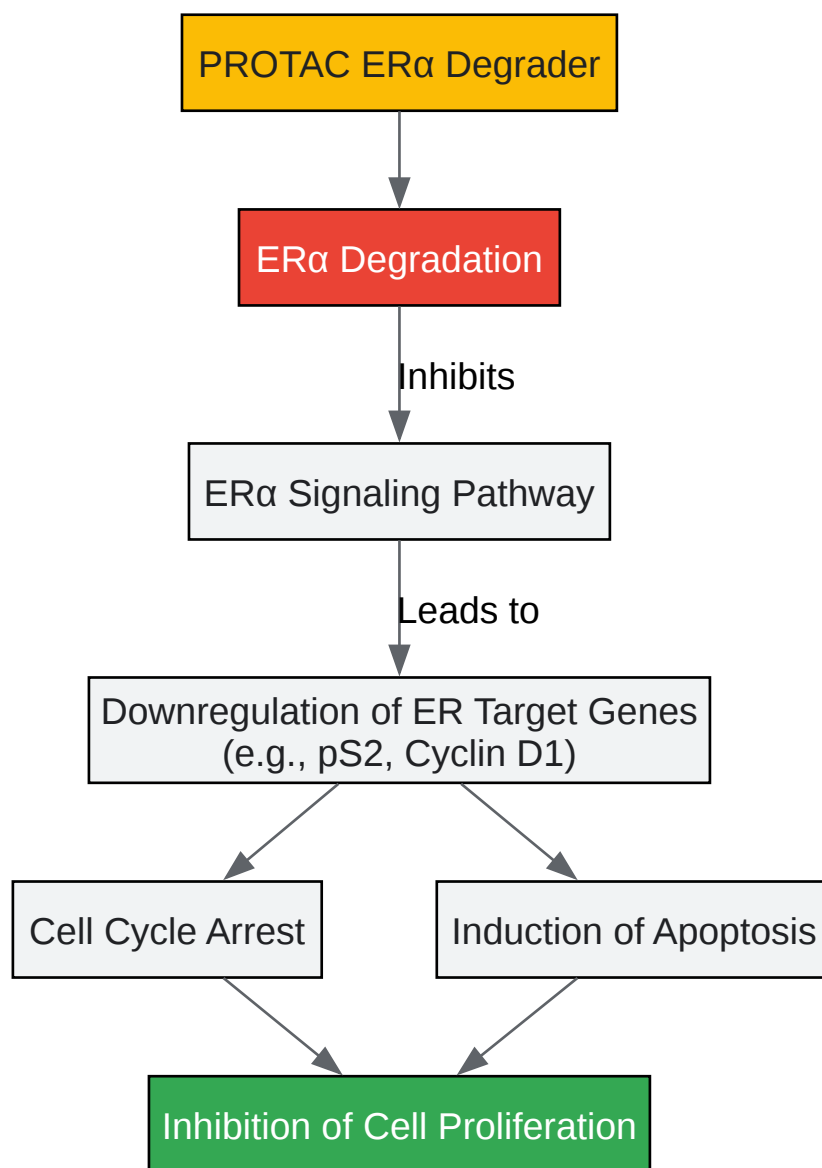 PROTAC ERα Degrader
ERα Degradation
Inhibits
ERα Signaling Pathway
Leads to
Downregulation of ER Target Genes
(e.g., pS2, Cyclin D1)
Cell Cycle Arrest
Induction of Apoptosis
Inhibition of Cell Proliferation